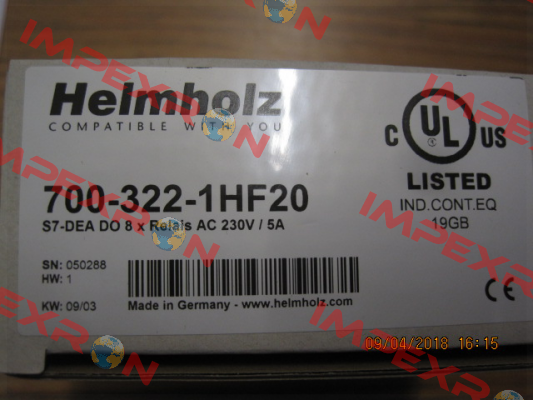 Helmholz
COMPATIBLE WITH YOU
700-322-1HF20
S7-DEA DO 8 x Relais AC 230V / 5A
SN: 050288
HW: 1
KW: 09/03
Made in Germany - www.helmholz.com
C UL US
LISTED
IND.CONT.EQ
19GB
CE
09/04/2018 16:15
IMPEXRON
IMPEXRON
IMPEXRON
IMPEXRON
IMPEXRON